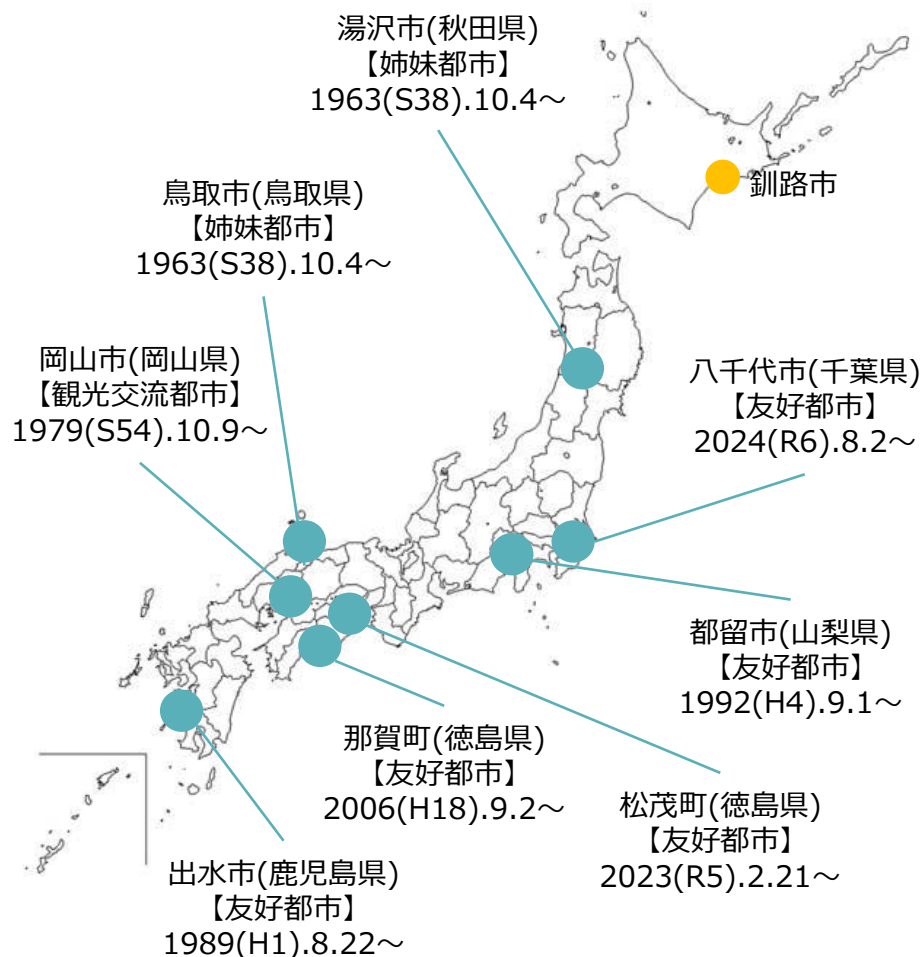 湯沢市(秋田県)
【姉妹都市】
1963(S38).10.4～
釧路市
鳥取市(鳥取県)
【姉妹都市】
1963(S38).10.4～
岡山市(岡山県)
【観光交流都市】
1979(S54).10.9～
八千代市(千葉県)
【友好都市】
2024(R6).8.2～
都留市(山梨県)
【友好都市】
1992(H4).9.1～
那賀町(徳島県)
【友好都市】
2006(H18).9.2～
松茂町(徳島県)
【友好都市】
2023(R5).2.21～
出水市(鹿児島県)
【友好都市】
1989(H1).8.22～